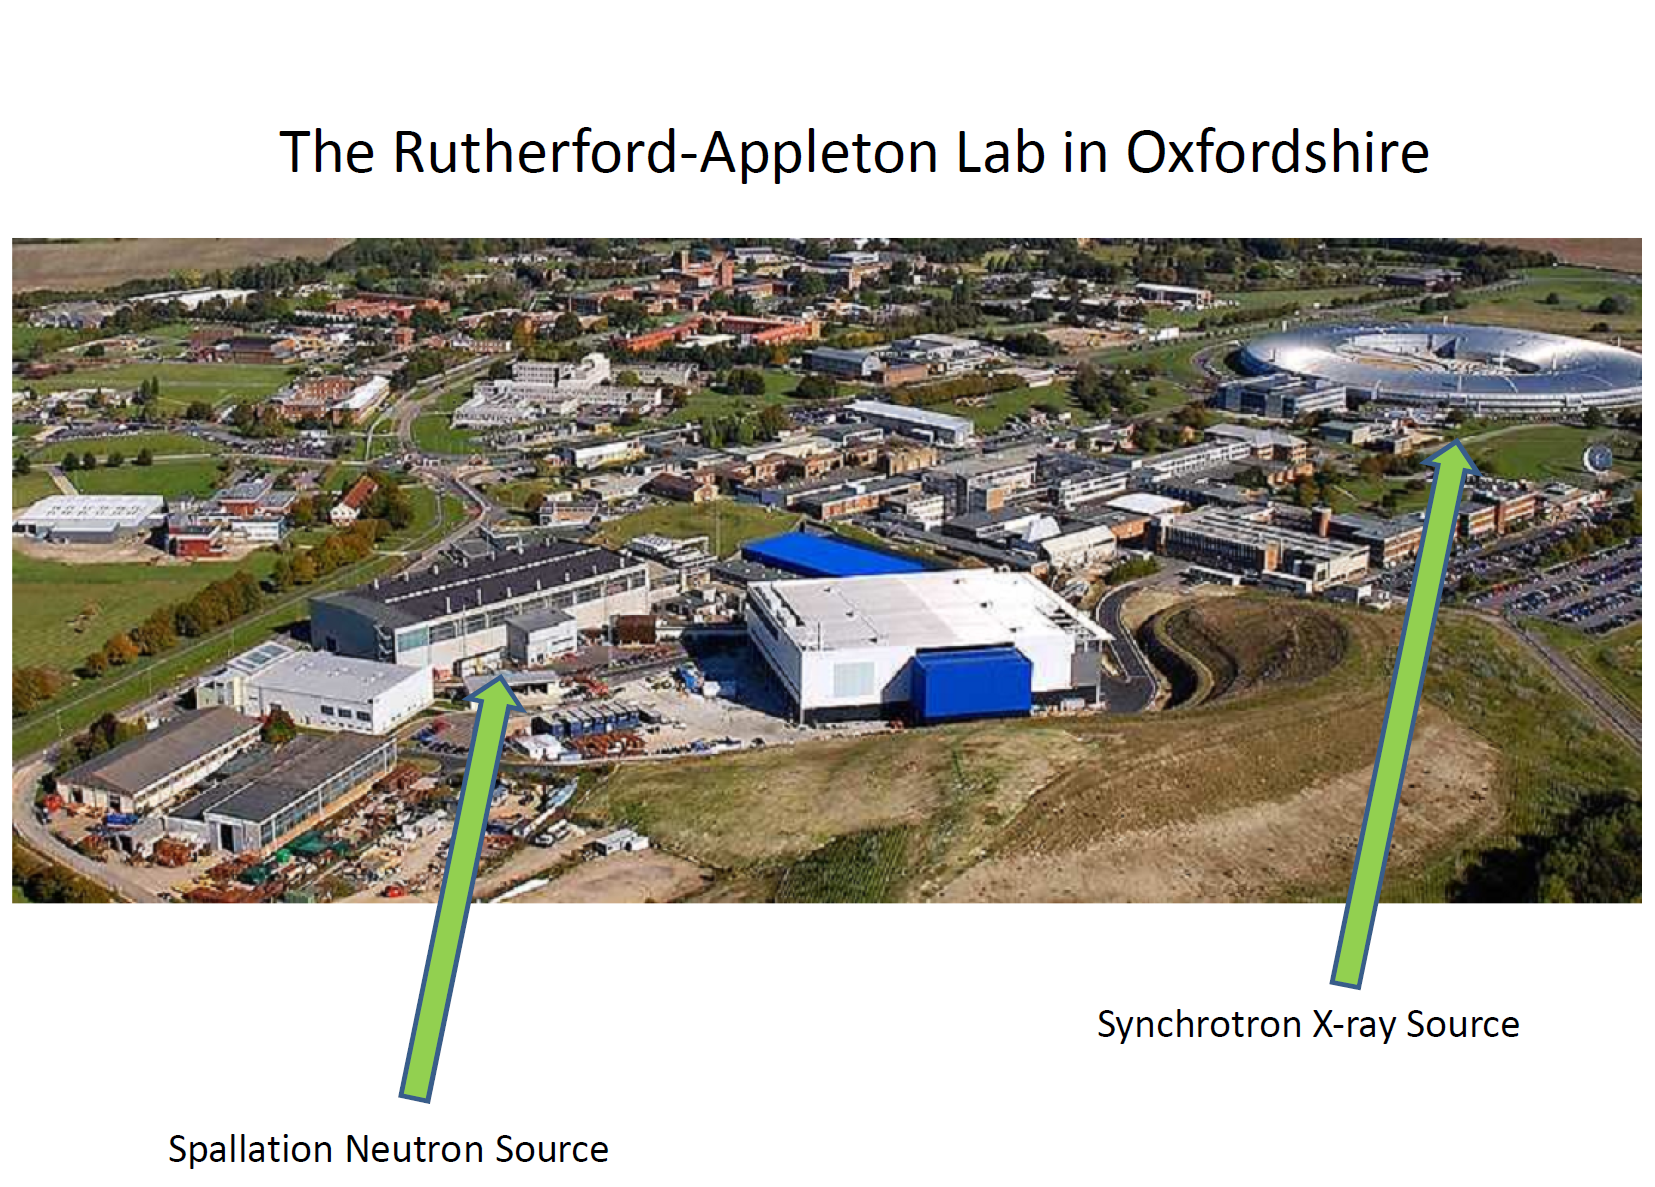 The Rutherford-Appleton Lab in Oxfordshire
Synchrotron X-ray Source
Spallation Neutron Source